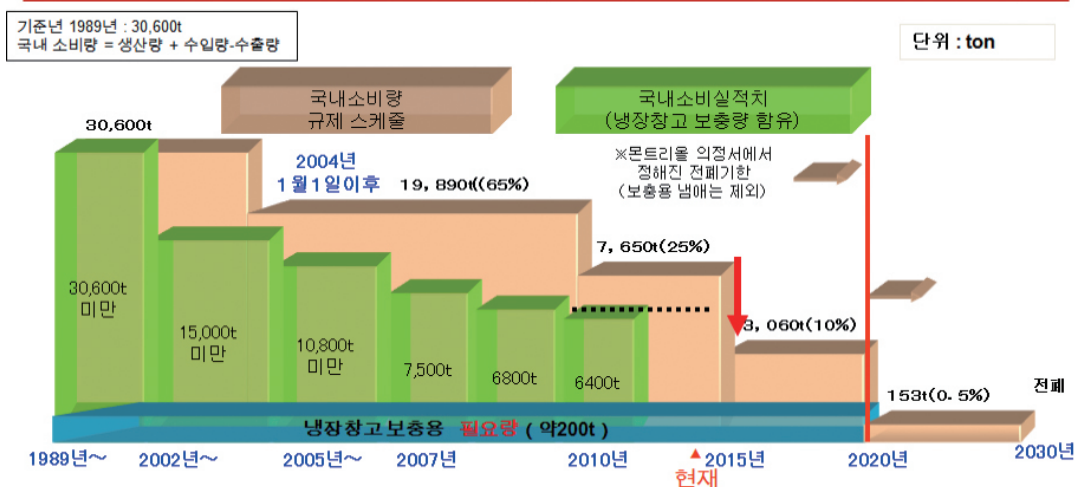 기준년 1989년 : 30,600t
국내 소비량 = 생산량 + 수입량-수출량
단위 : ton
국내소비량
규제 스케줄
국내소비실적치
(냉장창고 보충량 함유)
30,600t
2004년
1월1일이후
19,890t((65%)
※몬트리올 의정서에서
정해진 전폐기한
(보충용 냄애는 제외)
7,650t(25%)
3,060t(10%)
153t(0.5%)
전폐
30,600t
미만
15,000t
미만
10,800t
미만
7,500t
6800t
6400t
냉장창고 보충용 필요량 ( 약200t )
1989년~
2002년~
2005년~
2007년
2010년
2015년
2020년
2030년
▲
현재